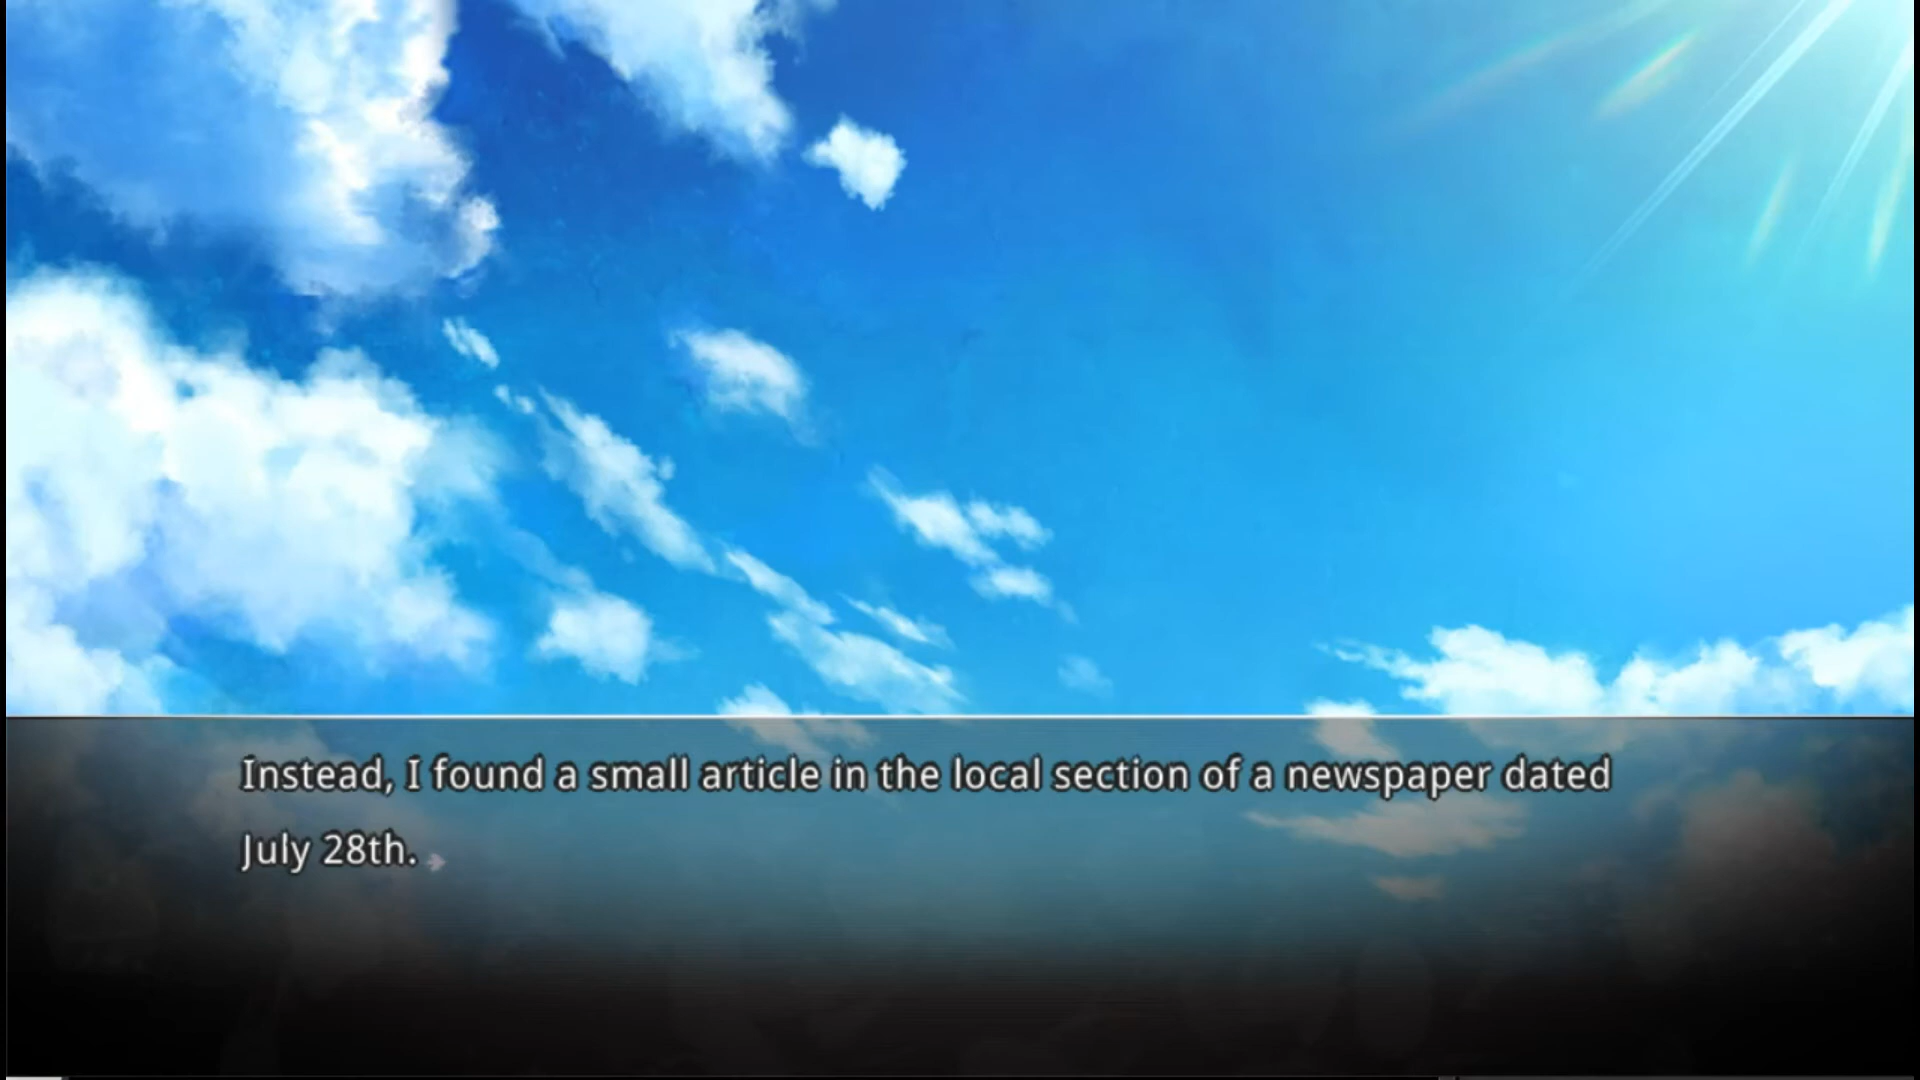 Instead, I found a small article in the local section of a newspaper dated
July 28th.